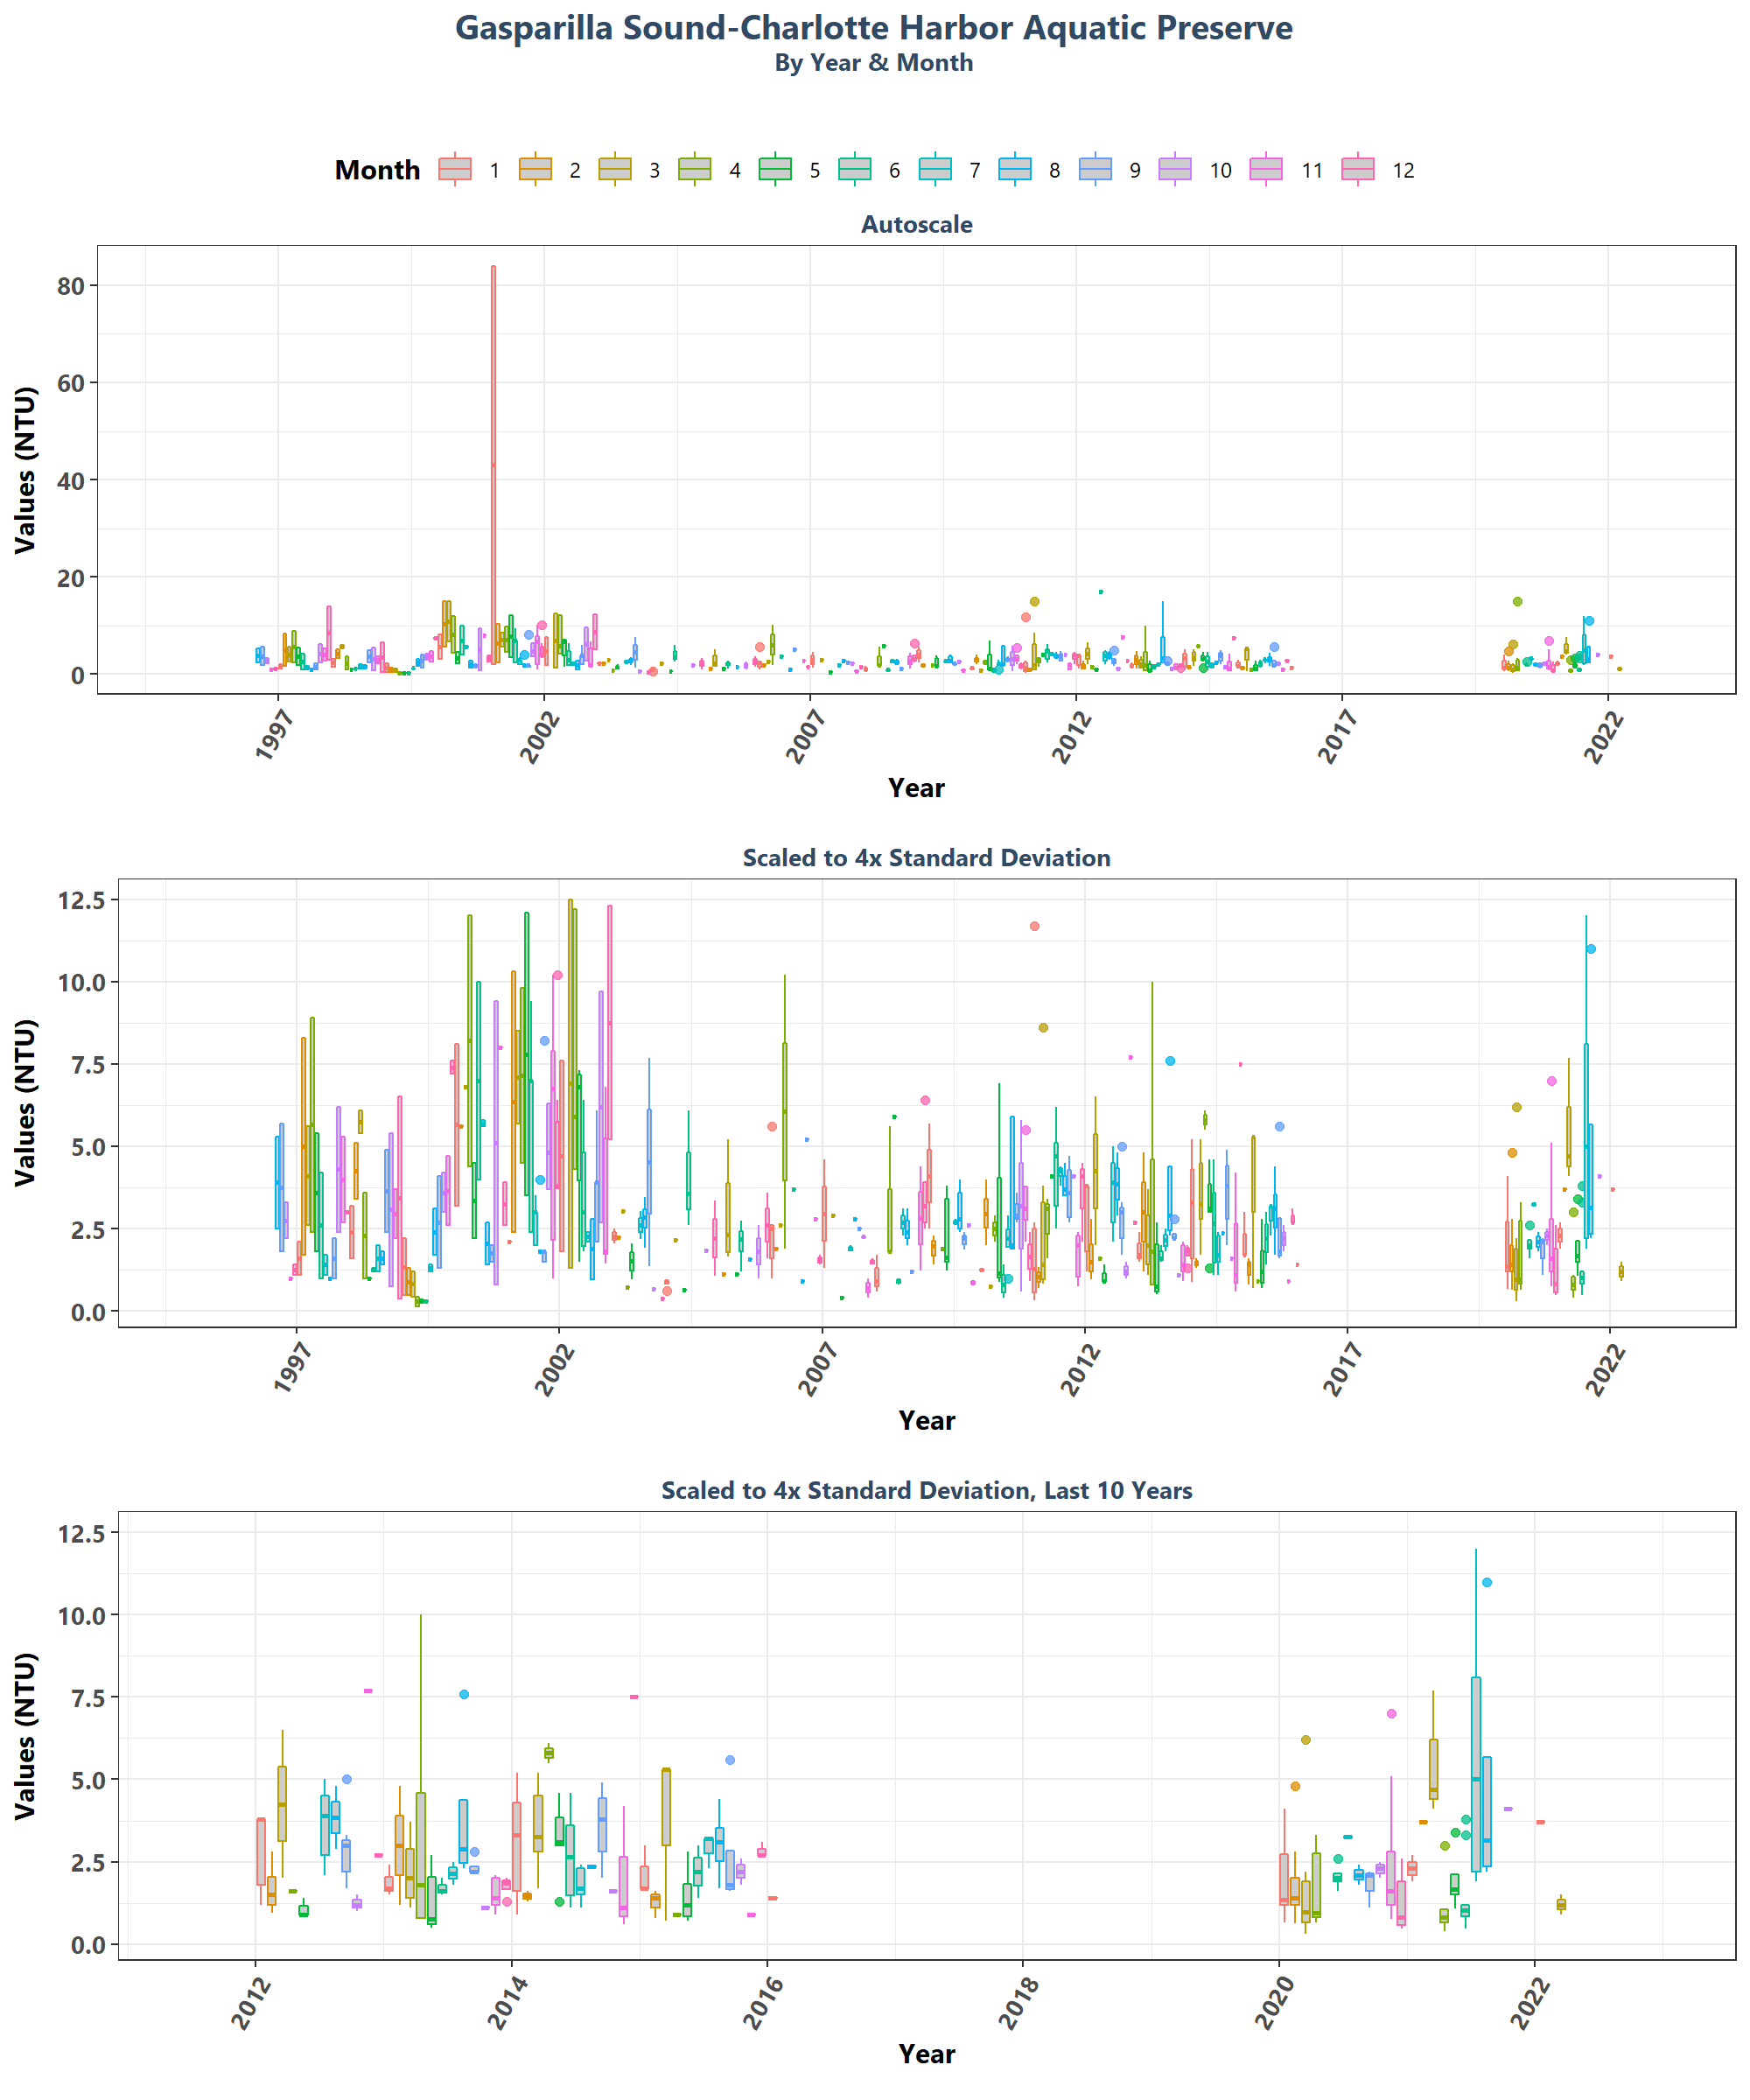 Gasparilla Sound-Charlotte Harbor Aquatic Preserve
By Year & Month
Month 1 2 3 4 5 6 7 8 9 10 11 12
Autoscale
Values (NTU)
80
60
40
20
0
1997 2002 2007 2012 2017 2022
Year
Scaled to 4x Standard Deviation
Values (NTU)
12.5
10.0
7.5
5.0
2.5
0.0
1997 2002 2007 2012 2017 2022
Year
Scaled to 4x Standard Deviation, Last 10 Years
Values (NTU)
12.5
10.0
7.5
5.0
2.5
0.0
2012 2014 2016 2018 2020 2022
Year